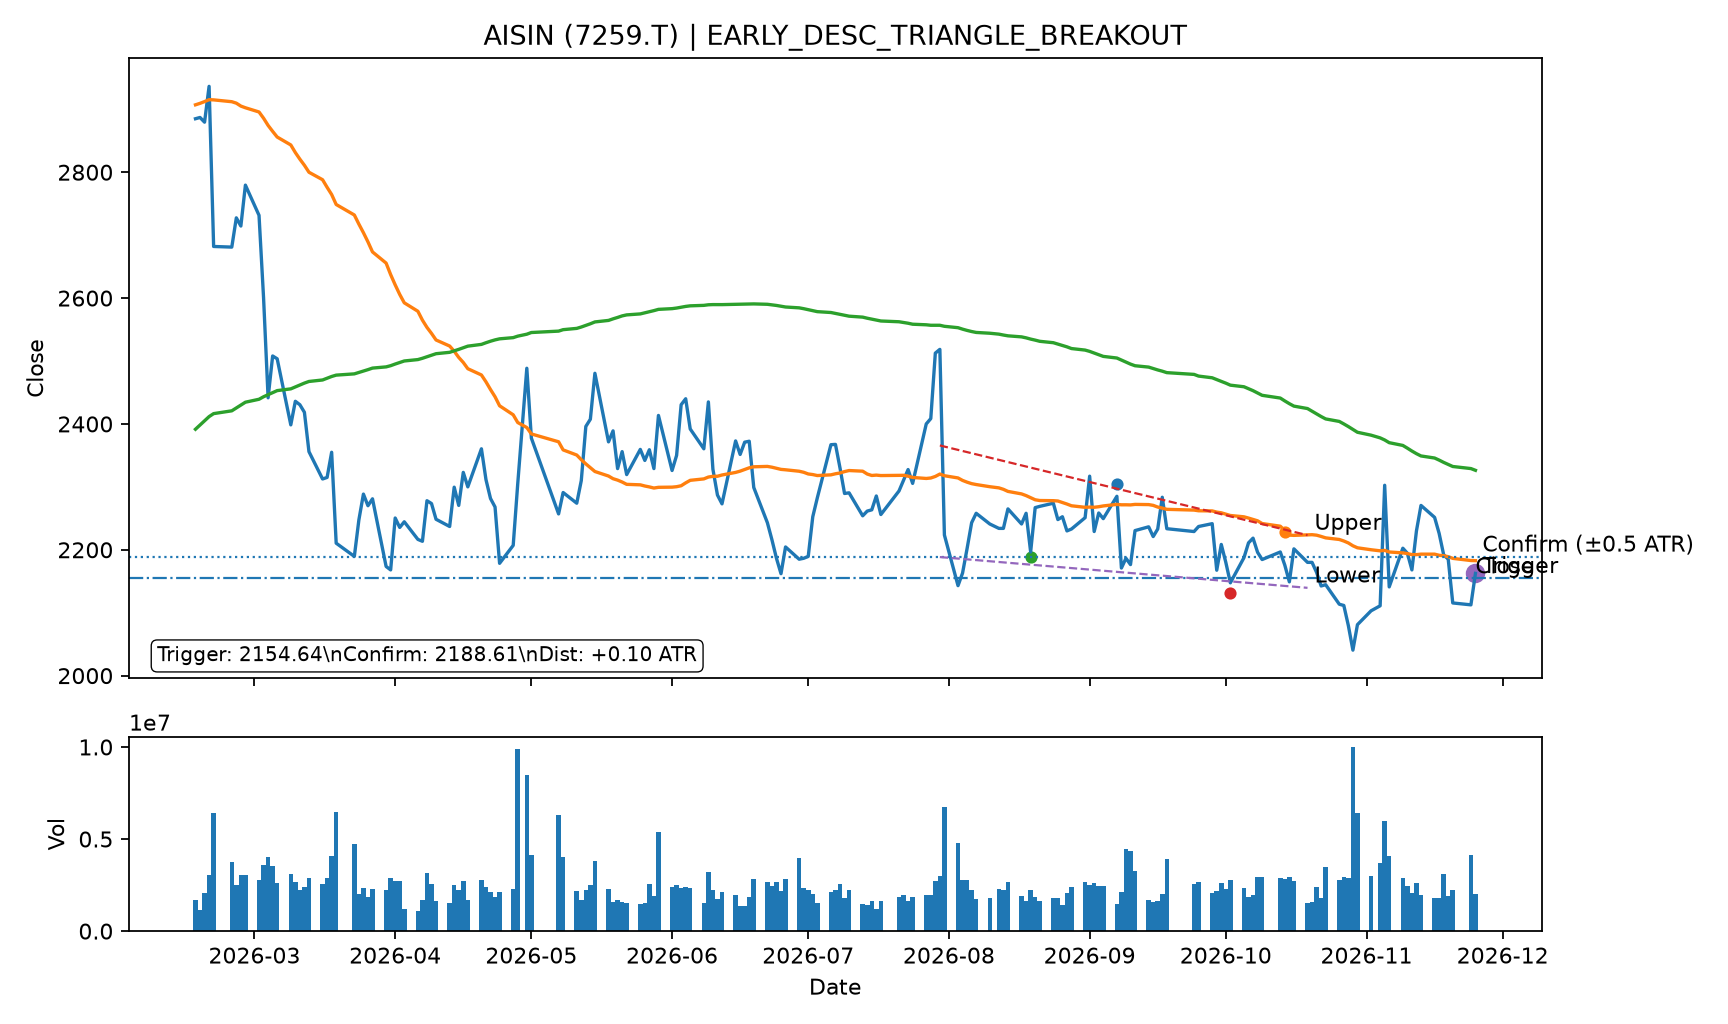 AISIN (7259.T) | EARLY_DESC_TRIANGLE_BREAKOUT
Close
2800
2600
2400
2200
2000
Upper
Lower
Confirm (±0.5 ATR)
Trigger
Trigger: 2154.64\nConfirm: 2188.61\nDist: +0.10 ATR
1e7
Vol
1.0
0.5
0.0
2026-03
2026-04
2026-05
2026-06
2026-07
2026-08
2026-09
2026-10
2026-11
2026-12
Date